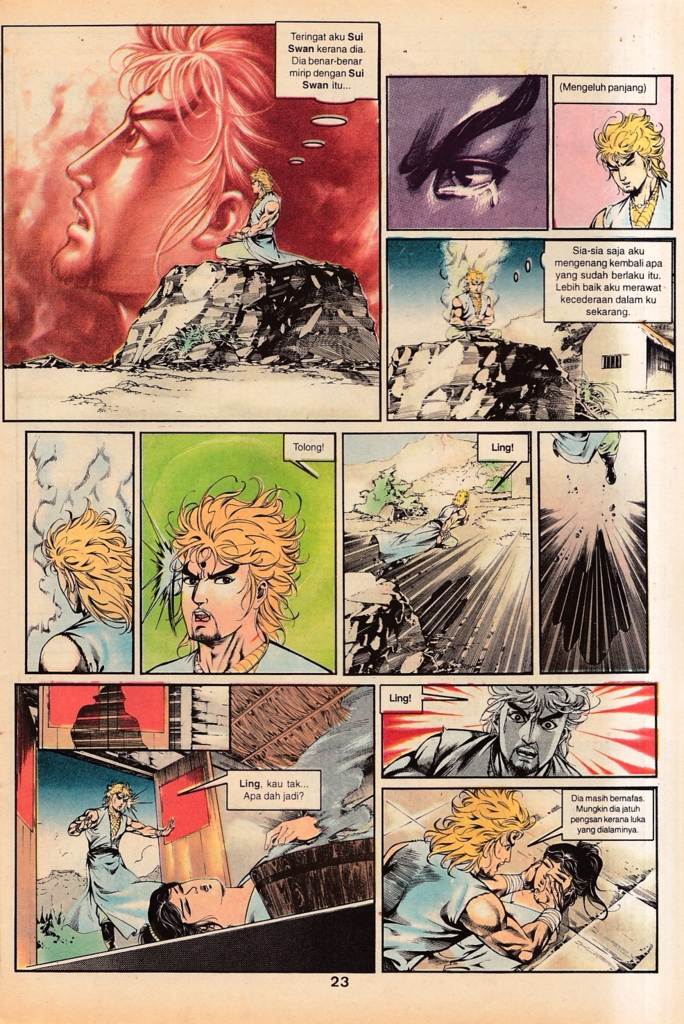 Teringat aku Sui
Swan kerana dia.
Dia benar-benar
mirip dengan Sui
Swan itu...
(Mengeluh panjang)
Sia-sia saja aku
mengenang kembali apa
yang sudah berlaku itu.
Lebih baik aku merawat
kecederaan dalam ku
sekarang.
Tolong!
Ling!
Ling, kau tak...
Apa dah jadi?
Ling!
Dia masih bernafas.
Mungkin dia jatuh
pengsan kerana luka
yang dialaminya.
23